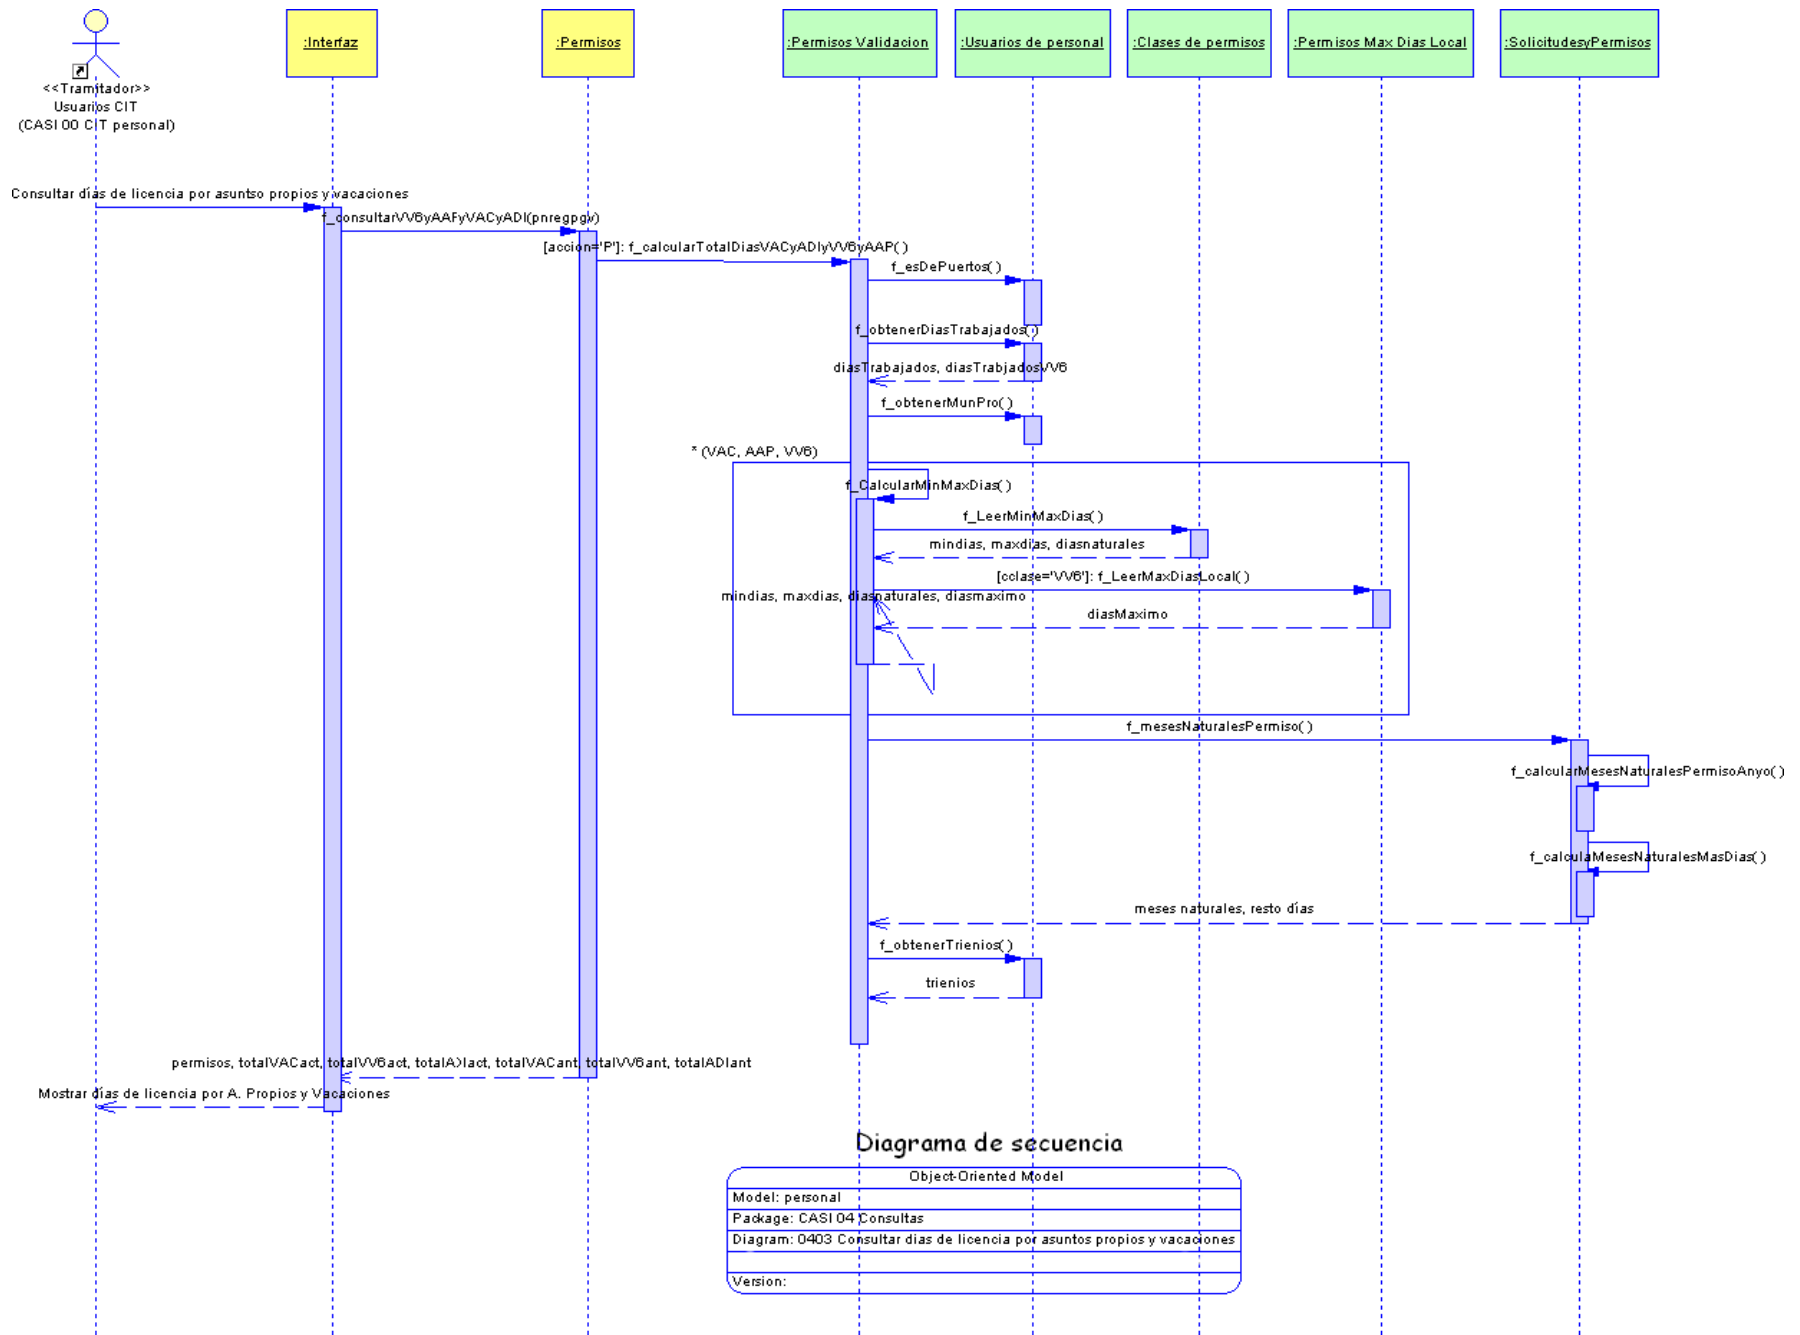 :Interfaz
:Permisos
:Permisos Validacion
:Usuarios de personal
:Clases de permisos
:Permisos Max Dias Local
:SolicitudesyPermisos
<<Tramitador>>
Usuarios CIT
(CASI 00 CIT personal)
Consultar días de licencia por asuntso propios y vacaciones
f_consultarVV6yAAPyVACyADI(pnregpgv)
[accion='P']: f_calcularTotalDiasVACyADIyVV6yAAP()
f_esDePuertos()
f_obtenerDiasTrabajados()
diasTrabajados, diasTrabjadosVV6
f_obtenerMunPro()
* (VAC, AAP, VV6)
f_CalcularMinMaxDias()
f_LeerMinMaxDias()
mindias, maxdias, diasnaturales
[cclase='VV6']: f_LeerMaxDiasLocal()
mindias, maxdias, diasnaturales, diasmaximo
diasMaximo
f_mesesNaturalesPermiso()
f_calcularMesesNaturalesPermisoAnyo()
f_calculaMesesNaturalesMasDias()
meses naturales, resto días
f_obtenerTrienios()
trienios
permisos, totalVACact, totalVV6act, totalADIact, totalVACant, totalVV6ant, totalADIant
Mostrar días de licencia por A. Propios y Vacaciones
Diagrama de secuencia
Object-Oriented Model
Model: personal
Package: CASI 04 Consultas
Diagram: 0403 Consultar dias de licencia por asuntos propios y vacaciones
Version: